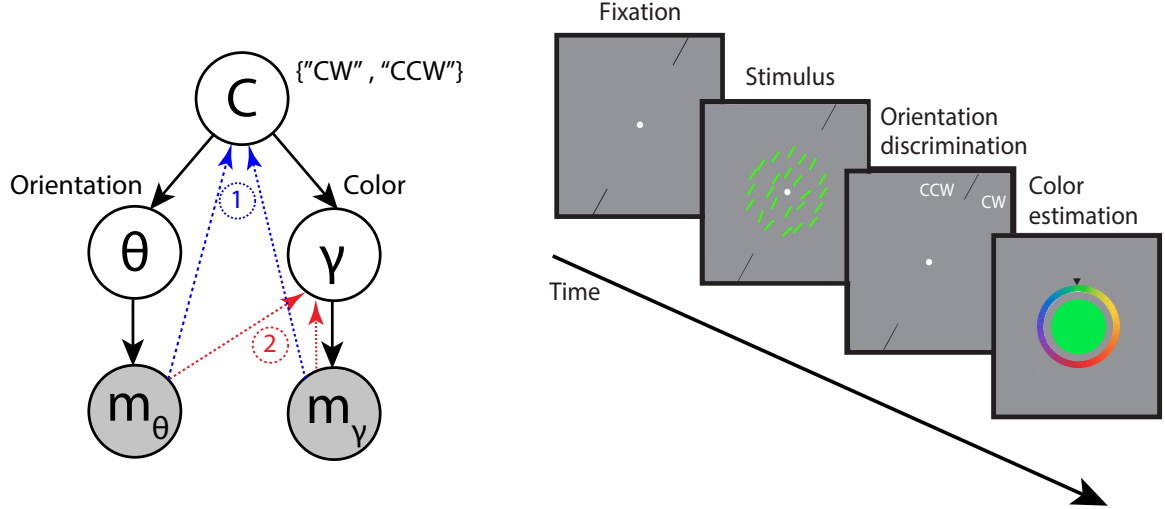 C
{"CW" , "CCW"}
Orientation
Color
1
θ
γ
2
mθ
mγ
Fixation
Stimulus
Orientation
discrimination
CCW
CW
Color
estimation
Time